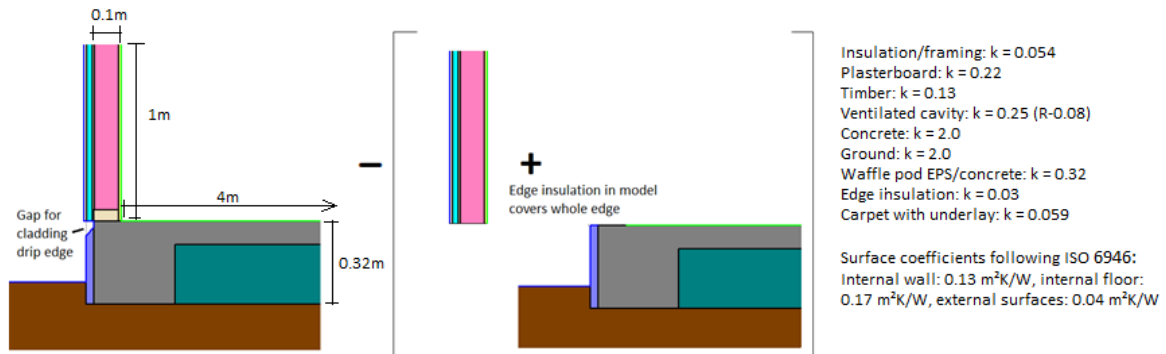 0.1m
1m
4m
Gap for
cladding
drip edge
0.32m
−
+
Edge insulation in model
covers whole edge
Insulation/framing: k = 0.054
Plasterboard: k = 0.22
Timber: k = 0.13
Ventilated cavity: k = 0.25 (R-0.08)
Concrete: k = 2.0
Ground: k = 2.0
Waffle pod EPS/concrete: k = 0.32
Edge insulation: k = 0.03
Carpet with underlay: k = 0.059
Surface coefficients following ISO 6946:
Internal wall: 0.13 m²K/W, internal floor:
0.17 m²K/W, external surfaces: 0.04 m²K/W